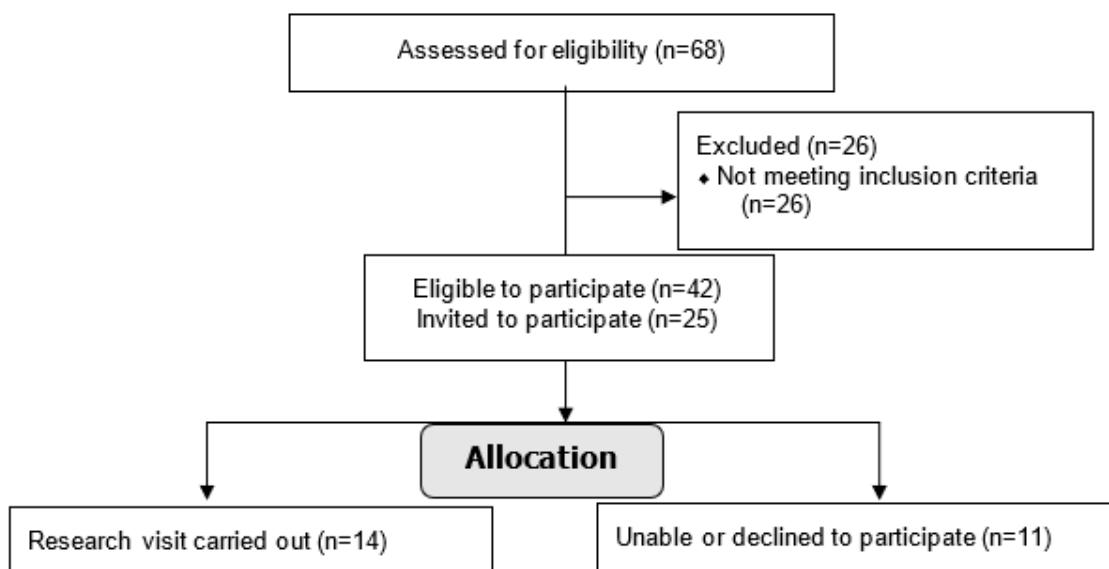 Assessed for eligibility (n=68)
Excluded (n=26)
⬥ Not meeting inclusion criteria
(n=26)
Eligible to participate (n=42)
Invited to participate (n=25)
Allocation
Research visit carried out (n=14)
Unable or declined to participate (n=11)